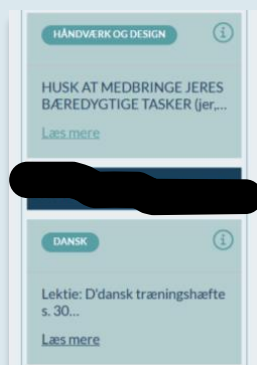 HÅNDVÆRK OG DESIGN
HUSK AT MEDBRINGE JERES
BÆREDYGTIGE TASKER (jer,...
Læs mere
DANSK
Lektie: D'dansk træningshæfte
s. 30...
Læs mere